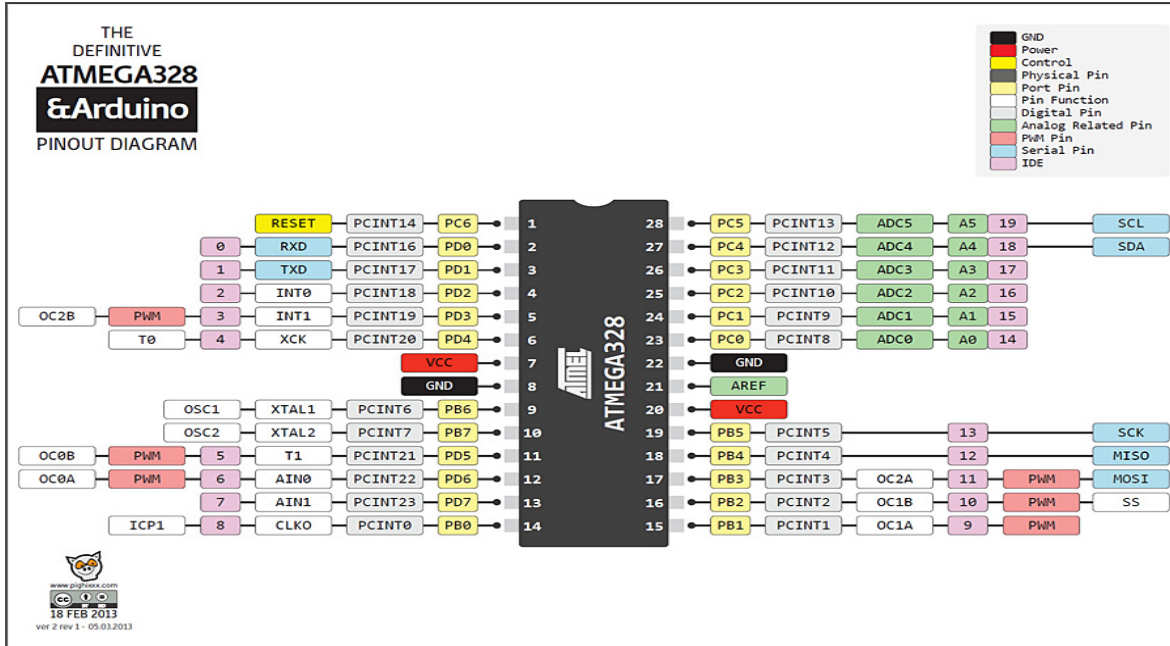 THE
DEFINITIVE
ATMEGA328
&Arduino
PINOUT DIAGRAM
GND
Power
Control
Physical Pin
Port Pin
Pin Function
Digital Pin
Analog Related Pin
PWM Pin
Serial Pin
IDE
RESET PCINT14 PC6 1 28 PC5 PCINT13 ADC5 A5 19 SCL
0 RXD PCINT16 PD0 2 27 PC4 PCINT12 ADC4 A4 18 SDA
1 TXD PCINT17 PD1 3 26 PC3 PCINT11 ADC3 A3 17
2 INT0 PCINT18 PD2 4 25 PC2 PCINT10 ADC2 A2 16
OC2B PWM 3 INT1 PCINT19 PD3 5 24 PC1 PCINT9 ADC1 A1 15
T0 4 XCK PCINT20 PD4 6 23 PC0 PCINT8 ADC0 A0 14
VCC 7 22 GND
GND 8 21 AREF
OSC1 XTAL1 PCINT6 PB6 9 20 VCC
OSC2 XTAL2 PCINT7 PB7 10 19 PB5 PCINT5 13 SCK
OC0B PWM 5 T1 PCINT21 PD5 11 18 PB4 PCINT4 12 MISO
OC0A PWM 6 AIN0 PCINT22 PD6 12 17 PB3 PCINT3 OC2A 11 PWM MOSI
7 AIN1 PCINT23 PD7 13 16 PB2 PCINT2 OC1B 10 PWM SS
ICP1 8 CLKO PCINT0 PB0 14 15 PB1 PCINT1 OC1A 9 PWM
ATMEL
ATMEGA328
www.pighixxx.com
cc
18 FEB 2013
ver 2 rev 1 - 05.03.2013